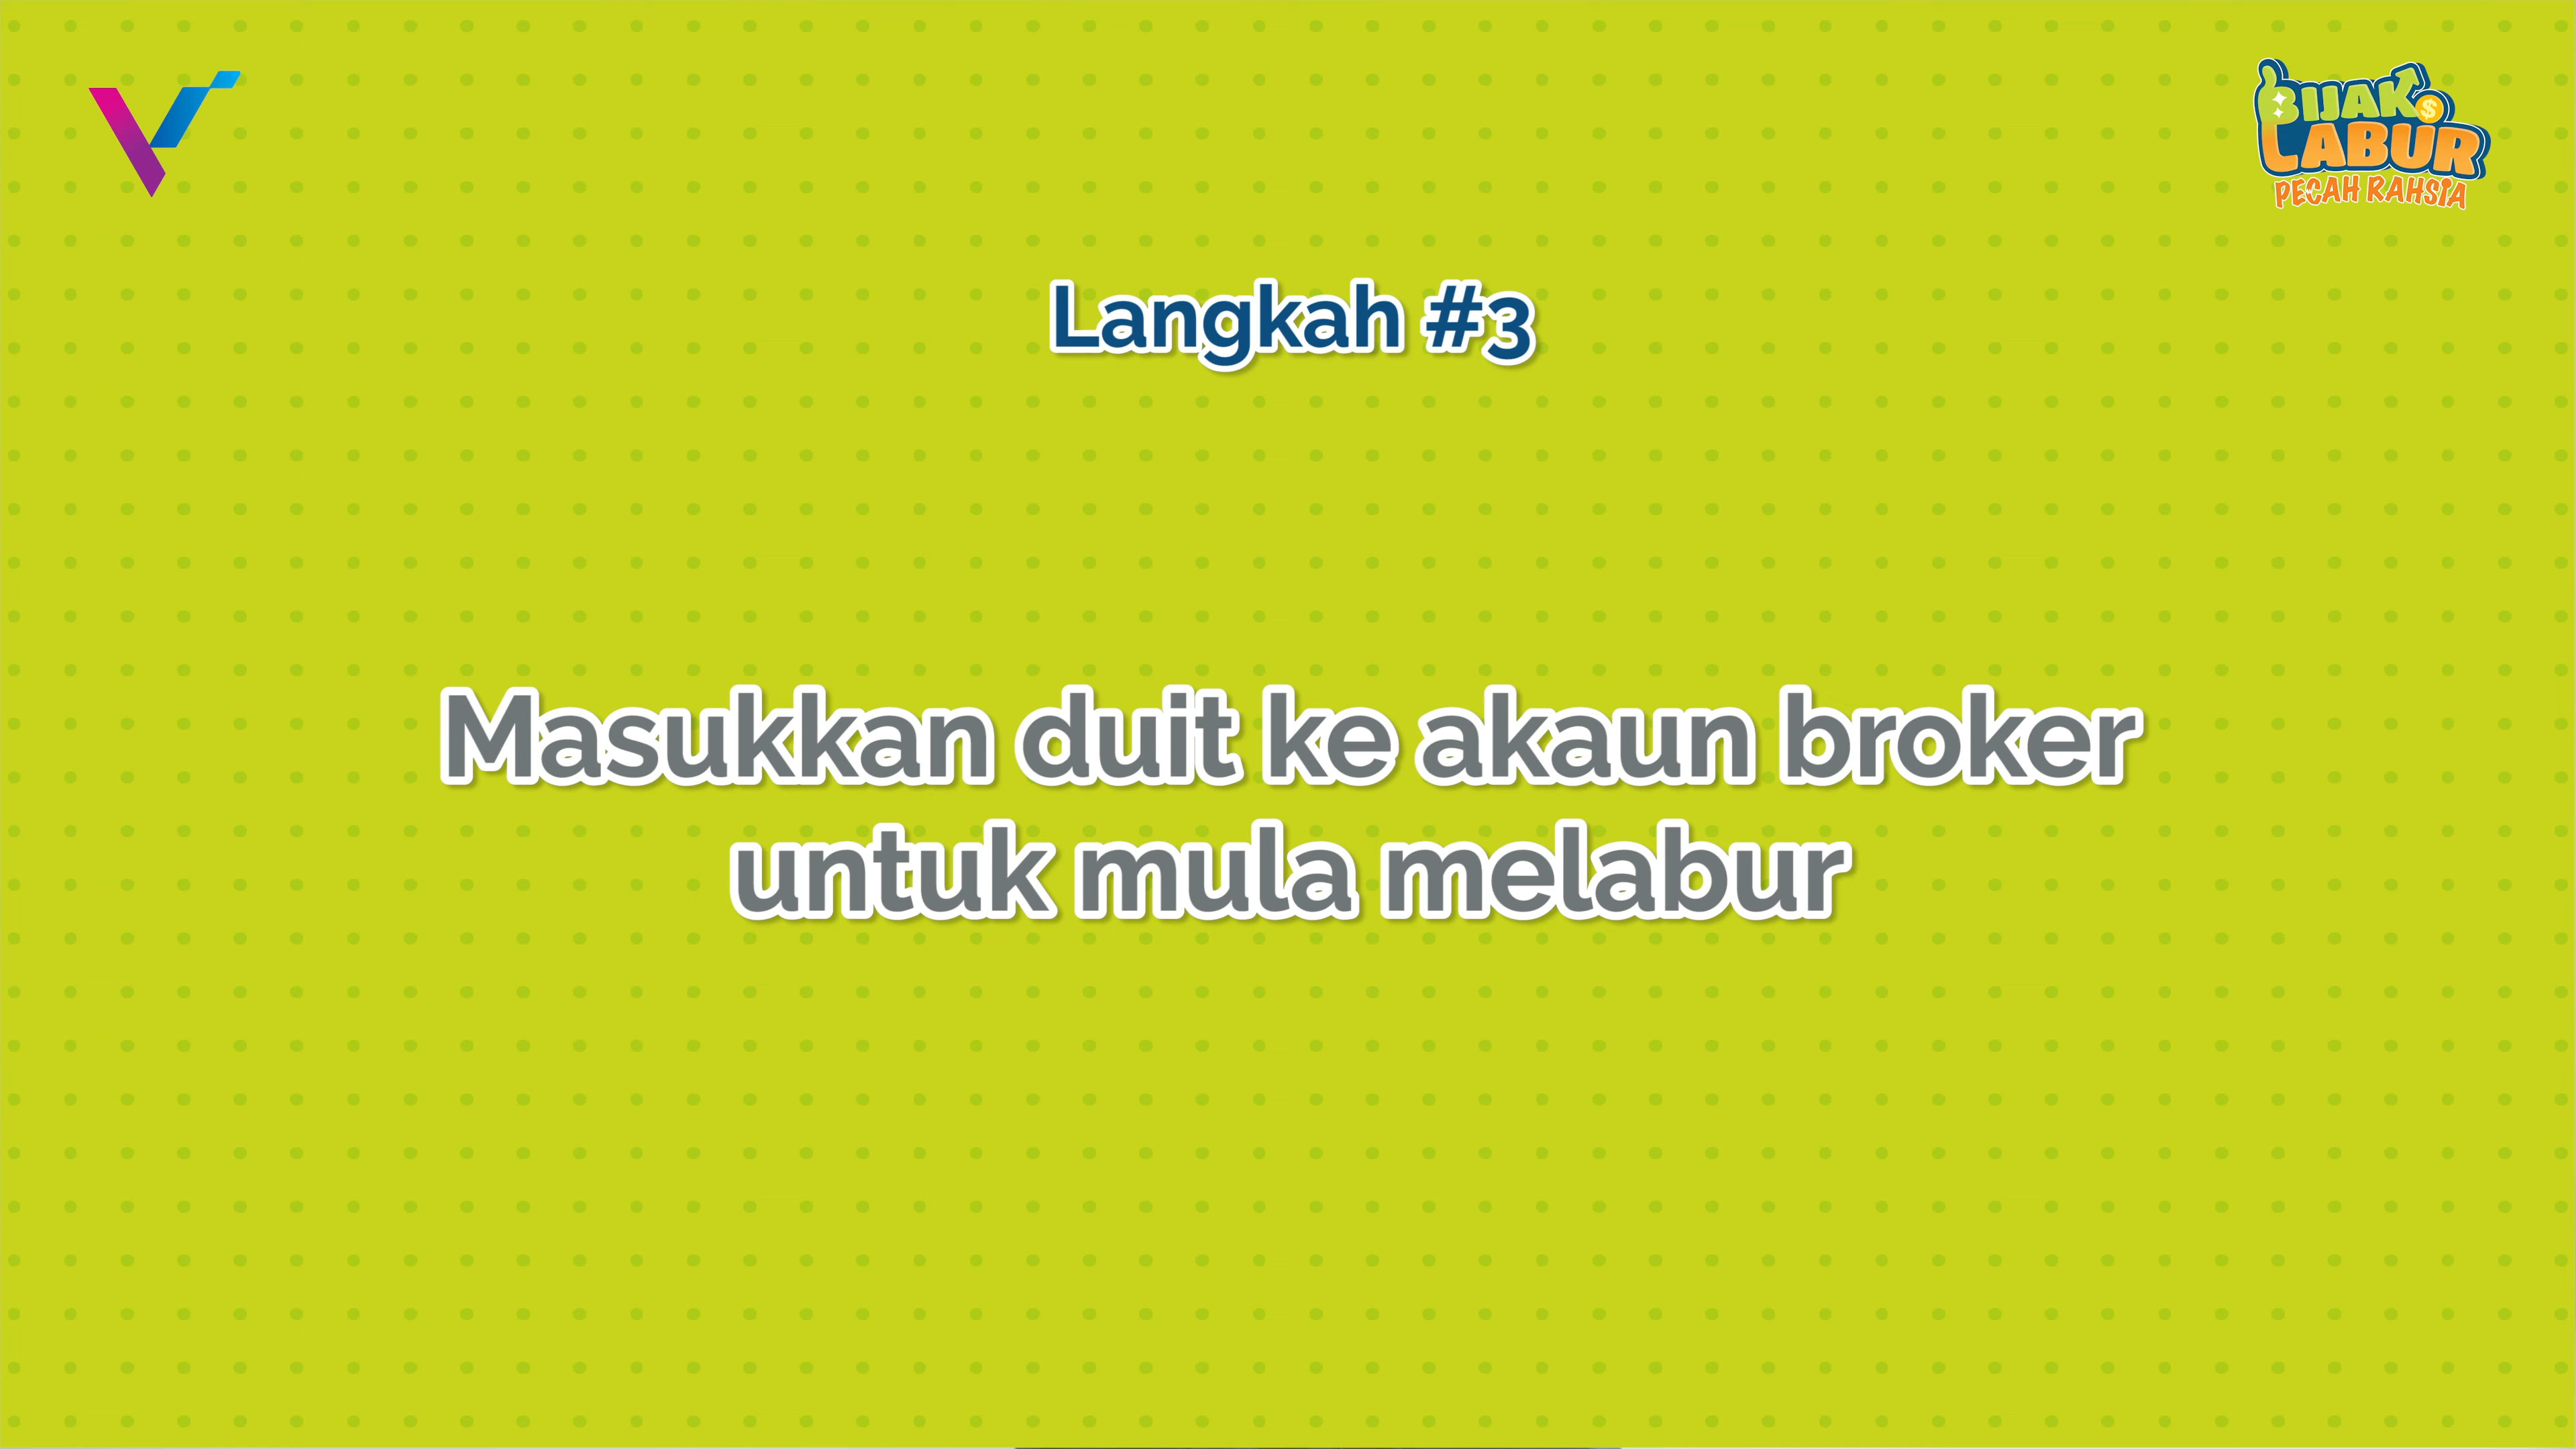 BIJAK
LABUR
PECAH RAHSIA
Langkah #3
Masukkan duit ke akaun broker
untuk mula melabur